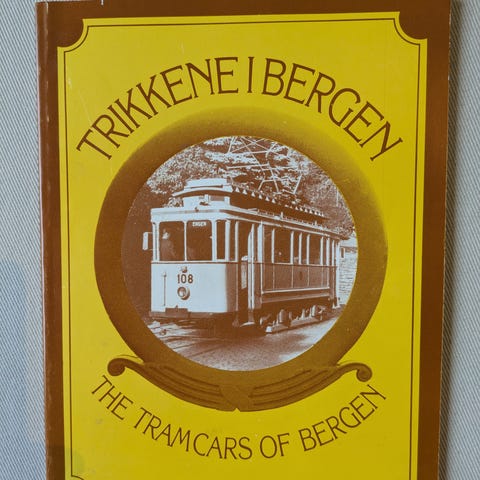 TRIKKENE I BERGEN
108
THE TRAMCARS OF BERGEN